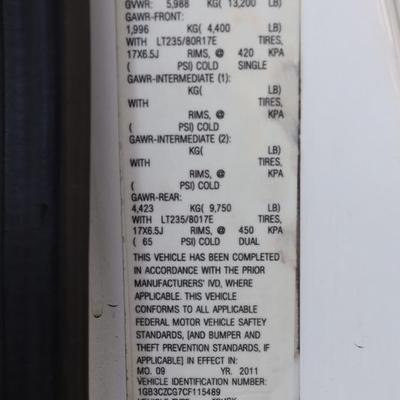 GVWR: 5,988 KG( 13,200 LB)
GAWR-FRONT:
1,996 KG( 4,400 LB)
WITH LT235/80R17E TIRES,
17X6.5J RIMS, @ 420 KPA
( PSI) COLD SINGLE
GAWR-INTERMEDIATE (1):
KG( LB)
WITH TIRES,
RIMS, @ KPA
( PSI) COLD
GAWR-INTERMEDIATE (2):
KG( LB)
WITH TIRES,
RIMS, @ KPA
( PSI) COLD
GAWR-REAR:
4,423 KG( 9,750 LB)
WITH LT235/8017E TIRES,
17X6.5J RIMS, @ 450 KPA
( 65 PSI) COLD DUAL
THIS VEHICLE HAS BEEN COMPLETED
IN ACCORDANCE WITH THE PRIOR
MANUFACTURERS' IVD, WHERE
APPLICABLE. THIS VEHICLE
CONFORMS TO ALL APPLICABLE
FEDERAL MOTOR VEHICLE SAFTEY
STANDARDS, [AND BUMPER AND
THEFT PREVENTION STANDARDS, IF
APPLICABLE] IN EFFECT IN:
MO. 09 YR. 2011
VEHICLE IDENTIFICATION NUMBER:
1GB3CZCG7CF115489
VEHICLE TYPE: TRUCK